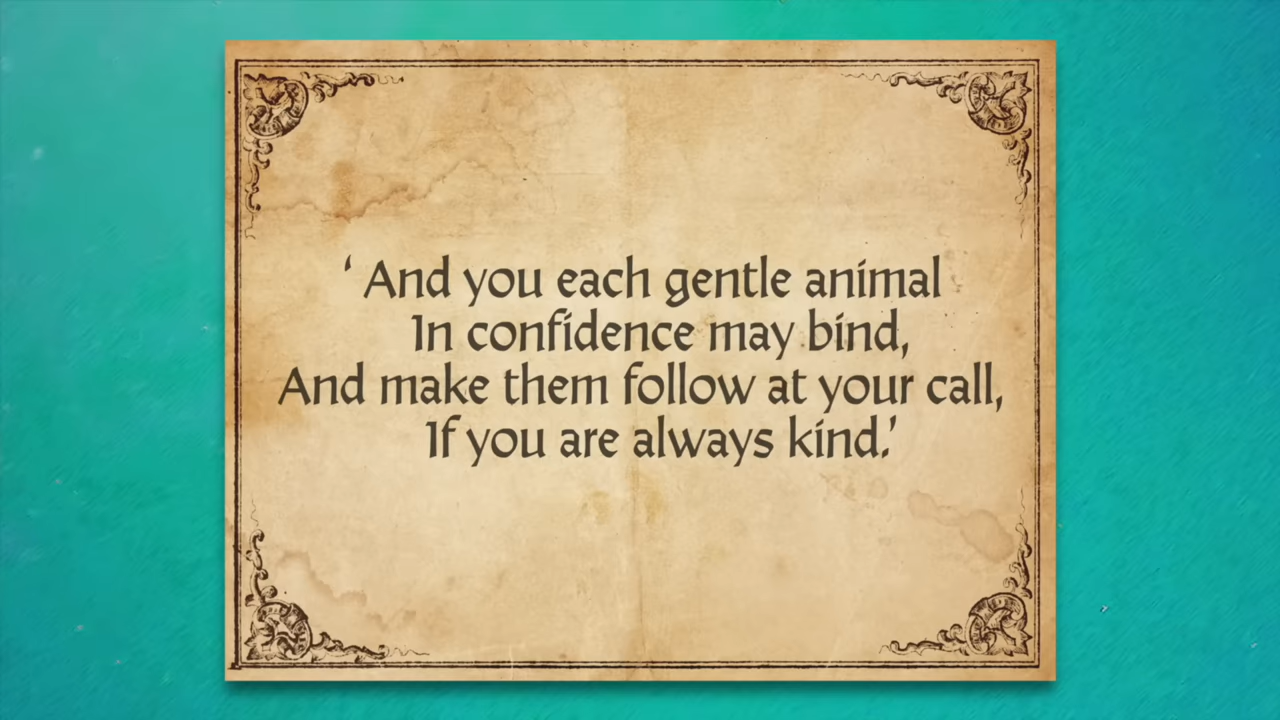 ‘ And you each gentle animal
In confidence may bind,
And make them follow at your call,
If you are always kind.’